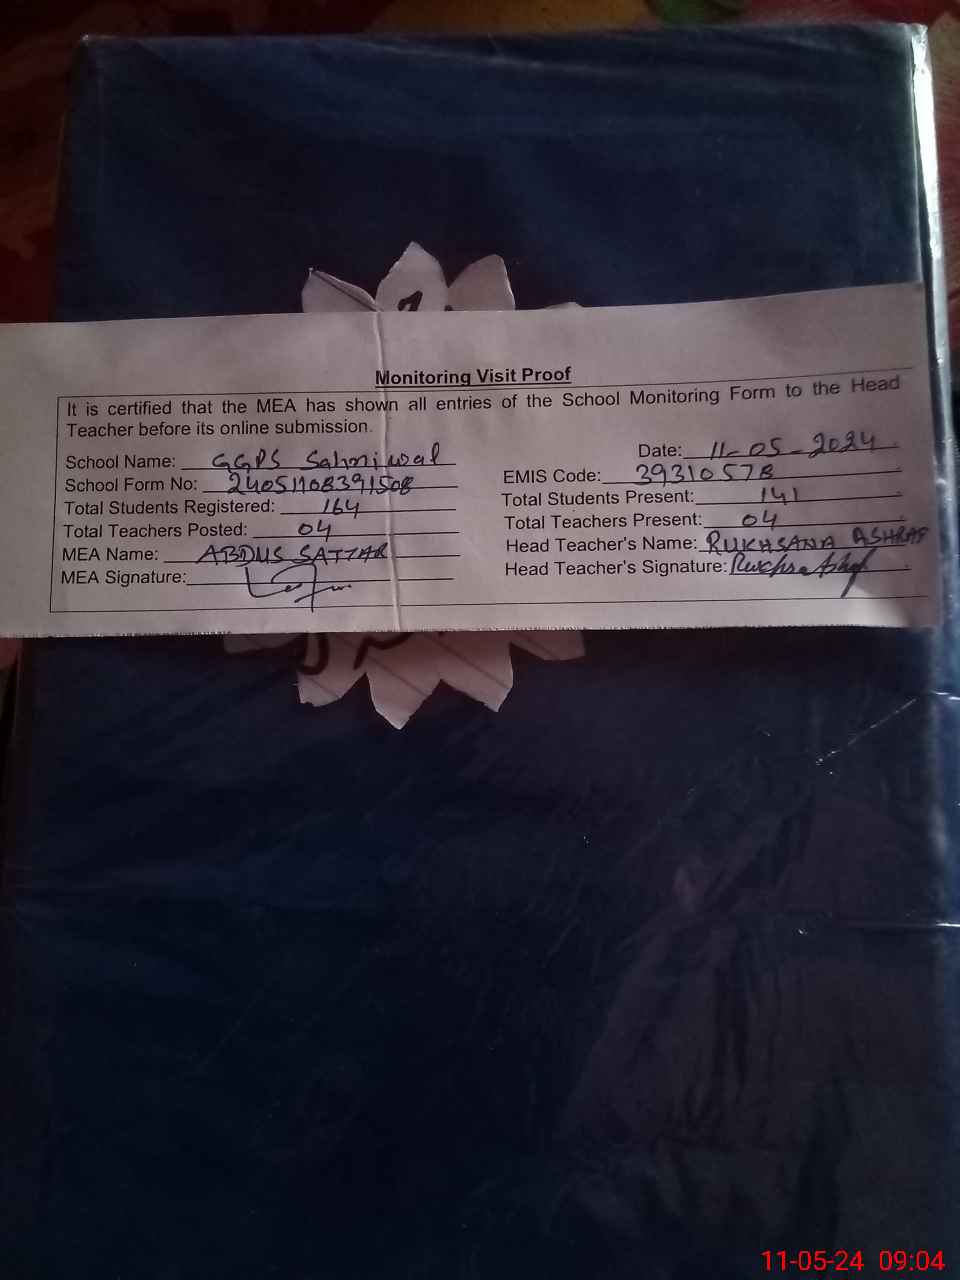 Monitoring Visit Proof
It is certified that the MEA has shown all entries of the School Monitoring Form to the Head
Teacher before its online submission.
Date: 11-05-2024
School Name: GGPS Sahniwal
EMIS Code: 39310578
School Form No: 24051108391508
Total Students Present: 141
Total Students Registered: 164
Total Teachers Present: 04
Total Teachers Posted: 04
Head Teacher's Name: RUKHSANA ASHRAF
MEA Name: ABDUS SATTAR
Head Teacher's Signature:
MEA Signature:
11-05-24 09:04